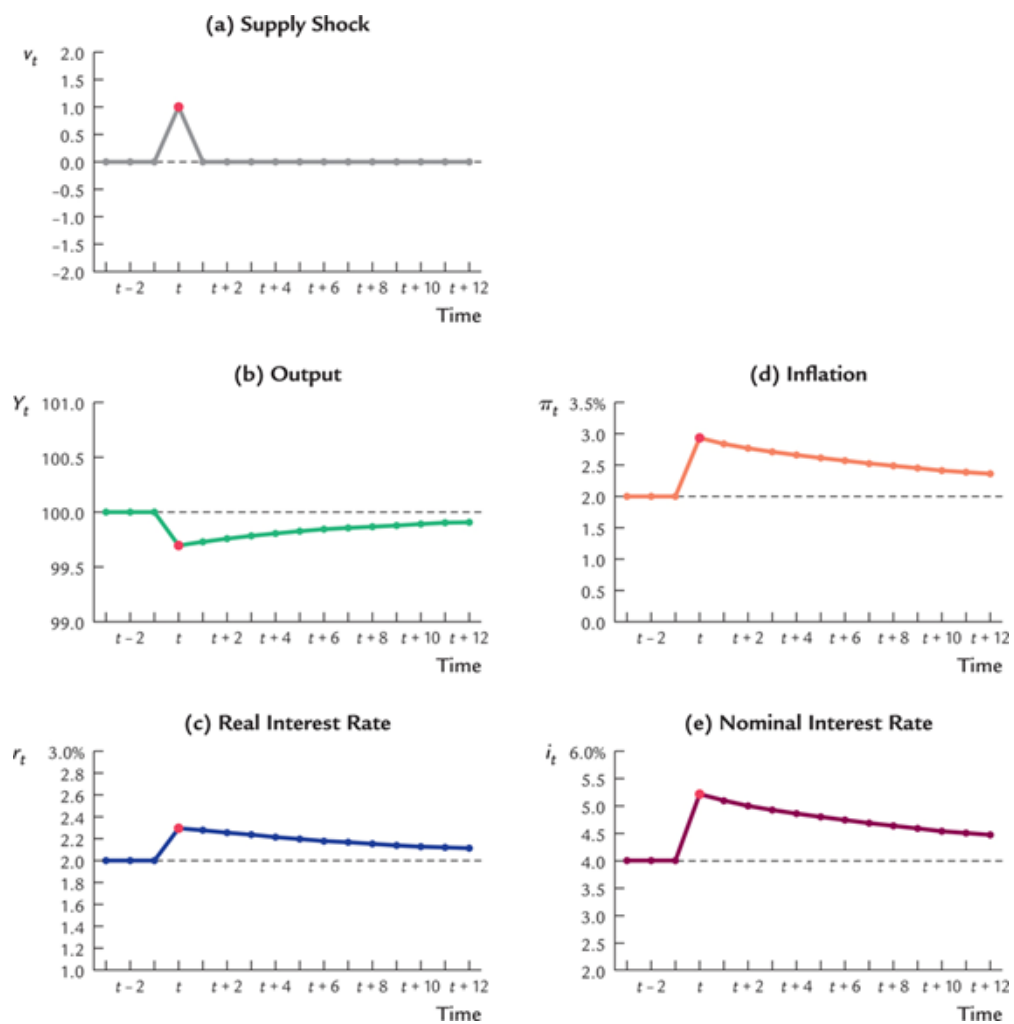 (a) Supply Shock
vₜ
2.0
1.5
1.0
0.5
0.0
–0.5
–1.0
–1.5
–2.0
t – 2 t t + 2 t + 4 t + 6 t + 8 t + 10 t + 12
Time
(b) Output
Yₜ
101.0
100.5
100.0
99.5
99.0
t – 2 t t + 2 t + 4 t + 6 t + 8 t + 10 t + 12
Time
(d) Inflation
πₜ
3.5%
3.0
2.5
2.0
1.5
1.0
0.5
0.0
t – 2 t t + 2 t + 4 t + 6 t + 8 t + 10 t + 12
Time
(c) Real Interest Rate
rₜ
3.0%
2.8
2.6
2.4
2.2
2.0
1.8
1.6
1.4
1.2
1.0
t – 2 t t + 2 t + 4 t + 6 t + 8 t + 10 t + 12
Time
(e) Nominal Interest Rate
iₜ
6.0%
5.5
5.0
4.5
4.0
3.5
3.0
2.5
2.0
t – 2 t t + 2 t + 4 t + 6 t + 8 t + 10 t + 12
Time